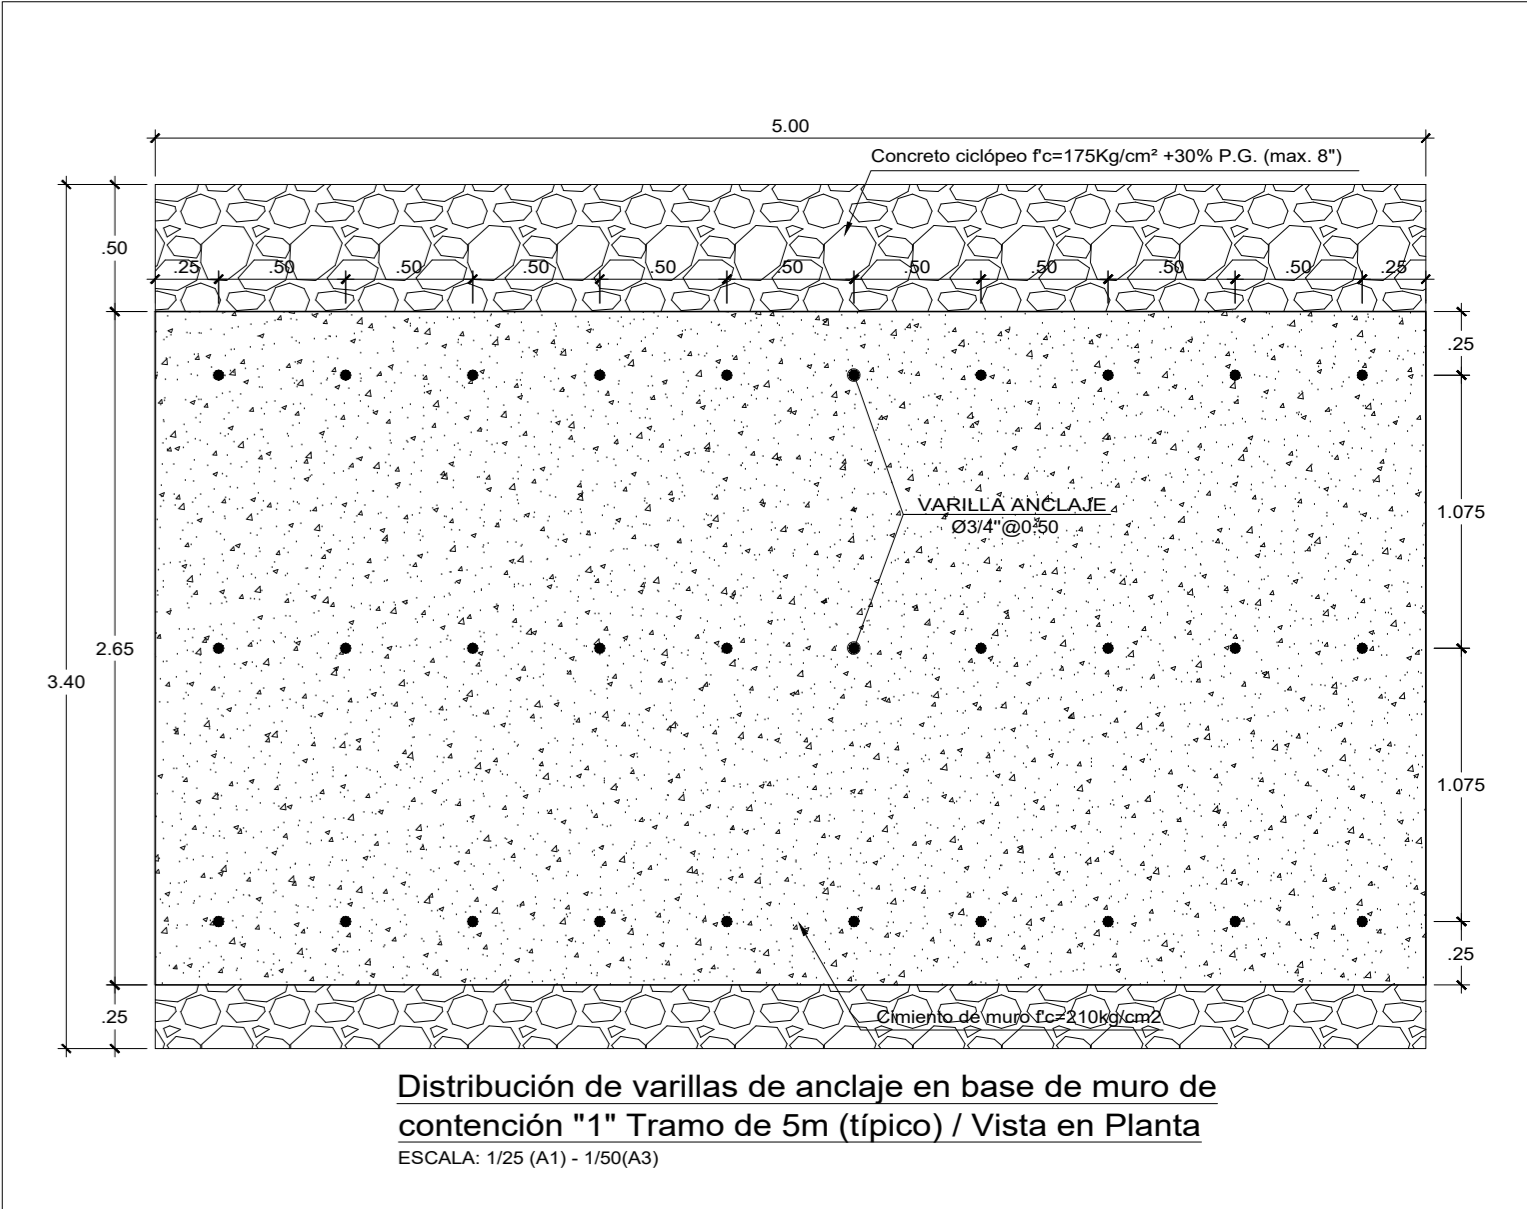 5.00
Concreto ciclópeo f'c=175Kg/cm² +30% P.G. (max. 8")
.50
.25 .50 .50 .50 .50 .50 .50 .50 .50 .50 .25
.25
VARILLA ANCLAJE
Ø3/4"@0.50
1.075
2.65
3.40
1.075
.25
.25
Cimiento de muro f'c=210kg/cm2
Distribución de varillas de anclaje en base de muro de
contención "1" Tramo de 5m (típico) / Vista en Planta
ESCALA: 1/25 (A1) - 1/50(A3)